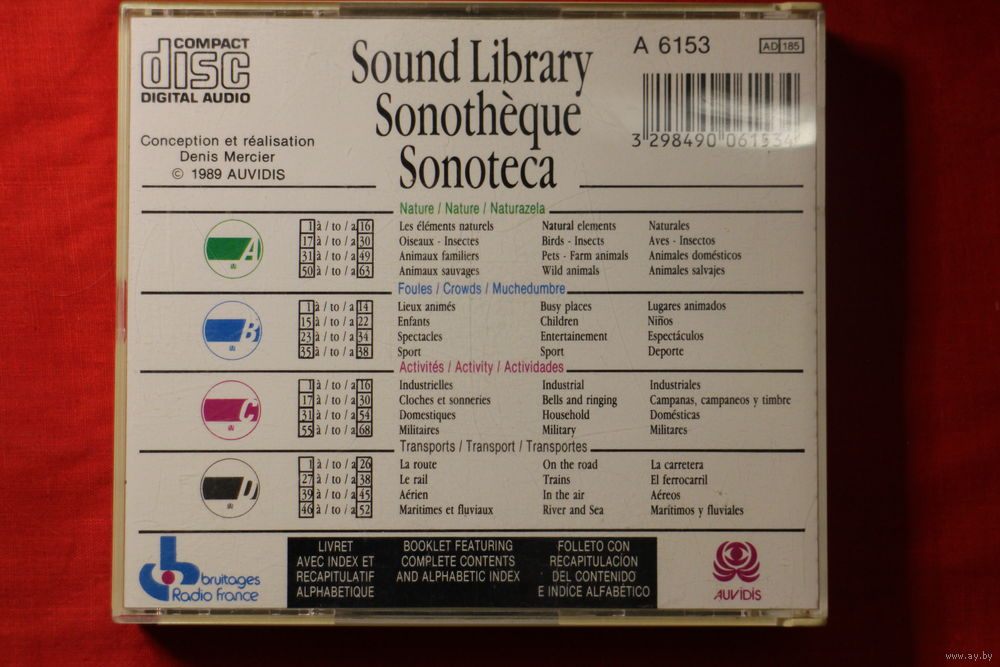 COMPACT
disc
DIGITAL AUDIO
Conception et réalisation
Denis Mercier
© 1989 AUVIDIS
Sound Library
Sonothèque
Sonoteca
A 6153
AD 185
3 298490 061534
Nature / Nature / Naturazela
A
1 à / to / a 16 Les éléments naturels Natural elements Naturales
17 à / to / a 30 Oiseaux - Insectes Birds - Insects Aves - Insectos
31 à / to / a 49 Animaux familiers Pets - Farm animals Animales domésticos
50 à / to / a 63 Animaux sauvages Wild animals Animales salvajes
Foules / Crowds / Muchedumbre
B
1 à / to / a 14 Lieux animés Busy places Lugares animados
15 à / to / a 22 Enfants Children Niños
23 à / to / a 34 Spectacles Entertainement Espectáculos
35 à / to / a 38 Sport Sport Deporte
Activités / Activity / Actividades
C
1 à / to / a 16 Industrielles Industrial Industriales
17 à / to / a 30 Cloches et sonneries Bells and ringing Campanas, campaneos y timbre
31 à / to / a 54 Domestiques Household Domésticas
55 à / to / a 68 Militaires Military Militares
Transports / Transport / Transportes
D
1 à / to / a 26 La route On the road La carretera
27 à / to / a 38 Le rail Trains El ferrocarril
39 à / to / a 45 Aérien In the air Aéreos
46 à / to / a 52 Maritimes et fluviaux River and Sea Marítimos y fluviales
bruitages
Radio france
LIVRET
AVEC INDEX ET
RECAPITULATIF
ALPHABETIQUE
BOOKLET FEATURING
COMPLETE CONTENTS
AND ALPHABETIC INDEX
FOLLETO CON
RECAPITULACION
DEL CONTENIDO
E INDICE ALFABÉTICO
AUVIDIS
www.ay.by